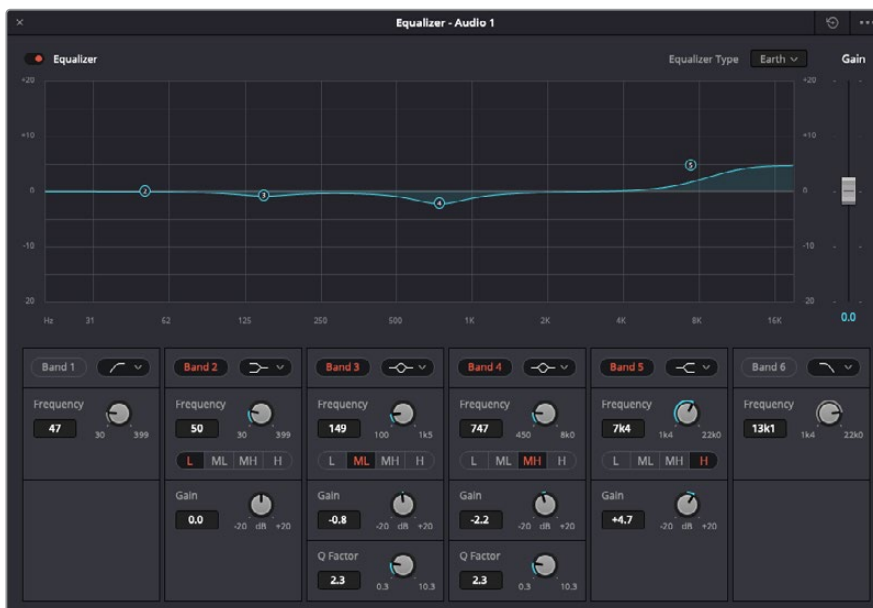 Equalizer - Audio 1
Equalizer
Equalizer Type Earth Gain
+20 +20
+10 +10
0 0
-10 -10
20 20
2 3 4 5
Hz 31 62 125 250 500 1K 2K 4K 8K 16K 0.0
Band 1 Band 2 Band 3 Band 4 Band 5 Band 6
Frequency Frequency Frequency Frequency Frequency Frequency
47 30 399 50 30 399 149 100 1k5 747 450 8k0 7k4 1k4 22k0 13k1 1k4 22k0
L ML MH H L ML MH H L ML MH H L ML MH H
Gain Gain Gain Gain
0.0 -20 dB +20 -0.8 -20 dB +20 -2.2 -20 dB +20 +4.7 -20 dB +20
Q Factor Q Factor
2.3 0.3 10.3 2.3 0.3 10.3